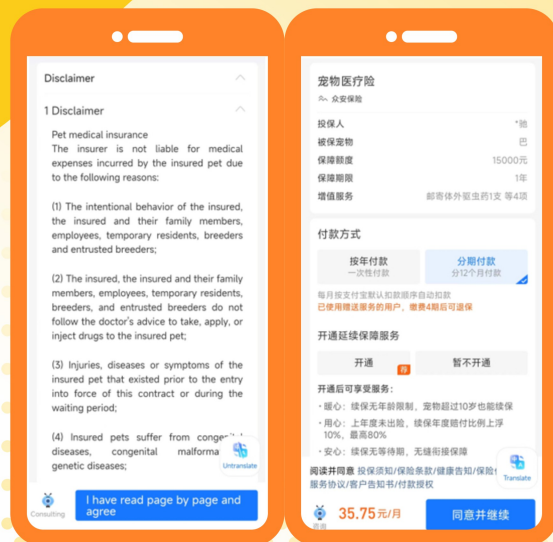 Disclaimer
1 Disclaimer
Pet medical insurance
The insurer is not liable for medical
expenses incurred by the insured pet due
to the following reasons:
(1) The intentional behavior of the insured,
the insured and their family members,
employees, temporary residents, breeders
and entrusted breeders;
(2) The insured, the insured and their family
members, employees, temporary residents,
breeders, and entrusted breeders do not
follow the doctor's advice to take, apply, or
inject drugs to the insured pet;
(3) Injuries, diseases or symptoms of the
insured pet that existed prior to the entry
into force of this contract or during the
waiting period;
(4) Insured pets suffer from
diseases, congenital
genetic diseases;
Untranslate
Consulting
I have read page by page and
agree
宠物医疗险
众安保险
投保人 *驰
被保宠物 巴
保障额度 15000元
保障期限 1年
增值服务 邮寄体外驱虫药1支 等4项
付款方式
按年付款
一次性付款
分期付款
分12个月付款
每月按支付宝默认扣款顺序自动扣款
已使用赠送服务的用户，缴费4期后可退保
开通延续保障服务
开通
荐
暂不开通
开通后可享受服务：
·暖心：续保无年龄限制，宠物超过10岁也能续保
·用心：上年度未出险，续保年度赔付比例上浮
10%，最高80%
·安心：续保无等待期，无缝衔接保障
阅读并同意 投保须知/保险条款/健康告知/保险
服务协议/客户告知书/付款授权
Translate
咨询
35.75元/月
同意并继续